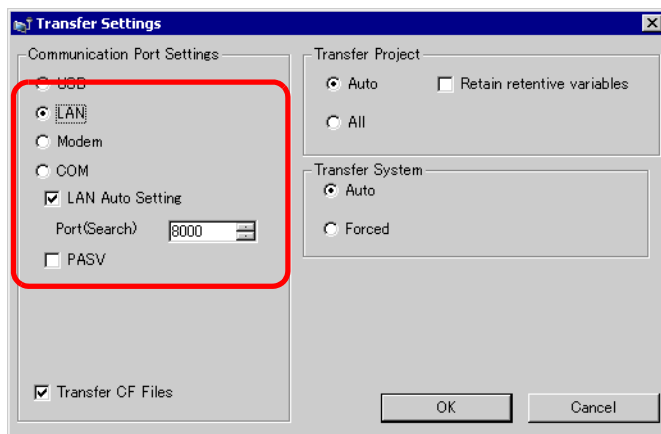 Transfer Settings
Communication Port Settings
USB
LAN
Modem
COM
LAN Auto Setting
Port(Search) 8000
PASV
Transfer CF Files
Transfer Project
Auto Retain retentive variables
All
Transfer System
Auto
Forced
OK Cancel